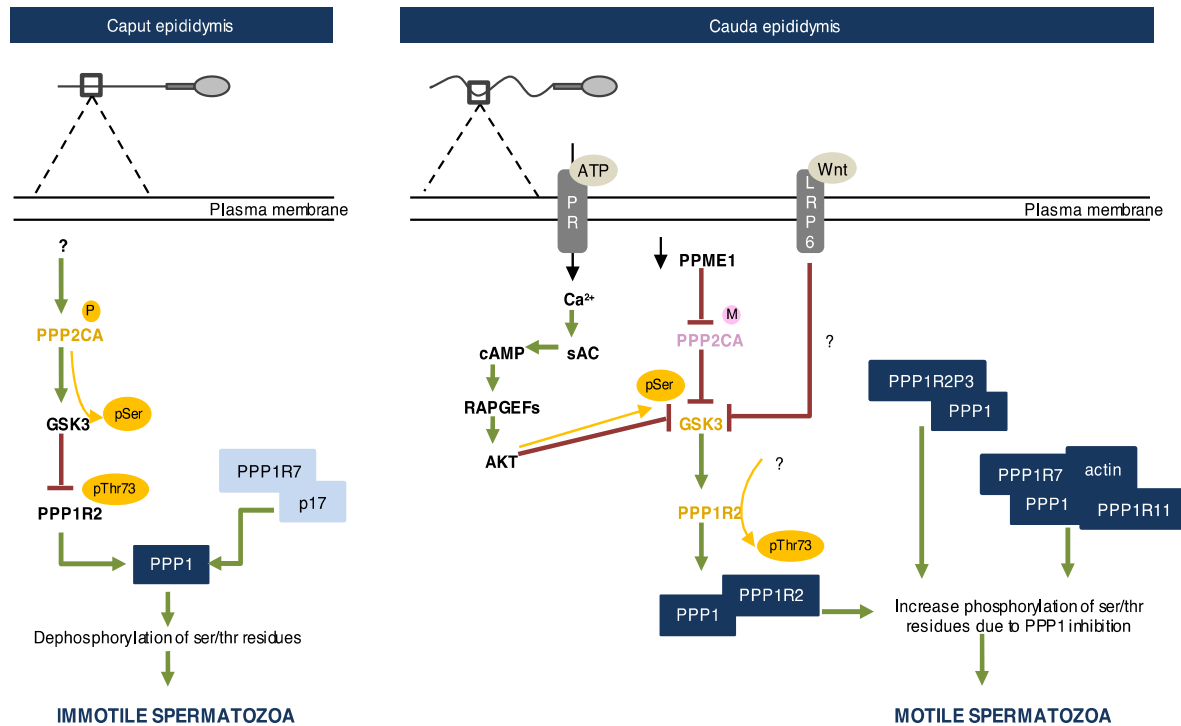 Caput epididymis
Plasma membrane
?
P
PPP2CA
pSer
GSK3
pThr73
PPP1R2
PPP1R7
p17
PPP1
Dephosphorylation of ser/thr residues
IMMOTILE SPERMATOZOA
Cauda epididymis
ATP
PR
Wnt
LRP6
Plasma membrane
PPME1
Ca²⁺
M
PPP2CA
cAMP
sAC
?
pSer
RAPGEFs
GSK3
AKT
?
PPP1R2
pThr73
PPP1R2
PPP1
PPP1R2P3
PPP1
PPP1R7
actin
PPP1
PPP1R11
Increase phosphorylation of ser/thr
residues due to PPP1 inhibition
MOTILE SPERMATOZOA